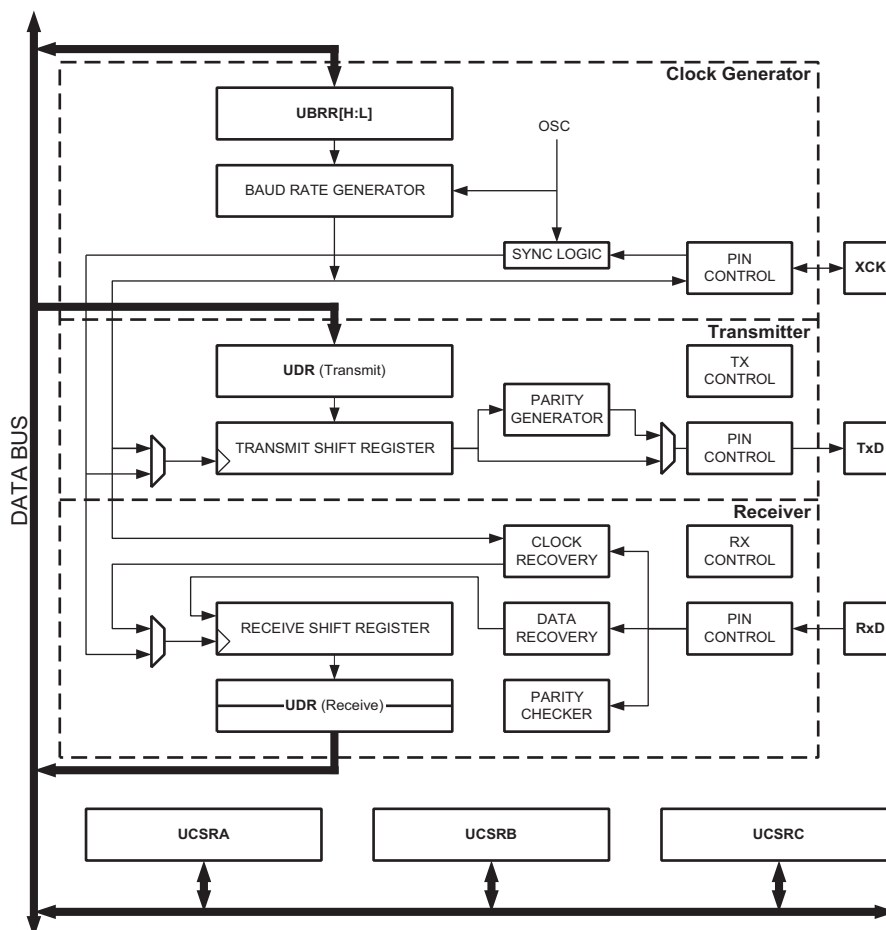 Clock Generator
UBRR[H:L]
OSC
BAUD RATE GENERATOR
SYNC LOGIC
PIN
CONTROL
XCK
Transmitter
UDR (Transmit)
TX
CONTROL
PARITY
GENERATOR
TRANSMIT SHIFT REGISTER
PIN
CONTROL
TxD
DATA BUS
Receiver
CLOCK
RECOVERY
RX
CONTROL
RECEIVE SHIFT REGISTER
DATA
RECOVERY
PIN
CONTROL
RxD
UDR (Receive)
PARITY
CHECKER
UCSRA
UCSRB
UCSRC